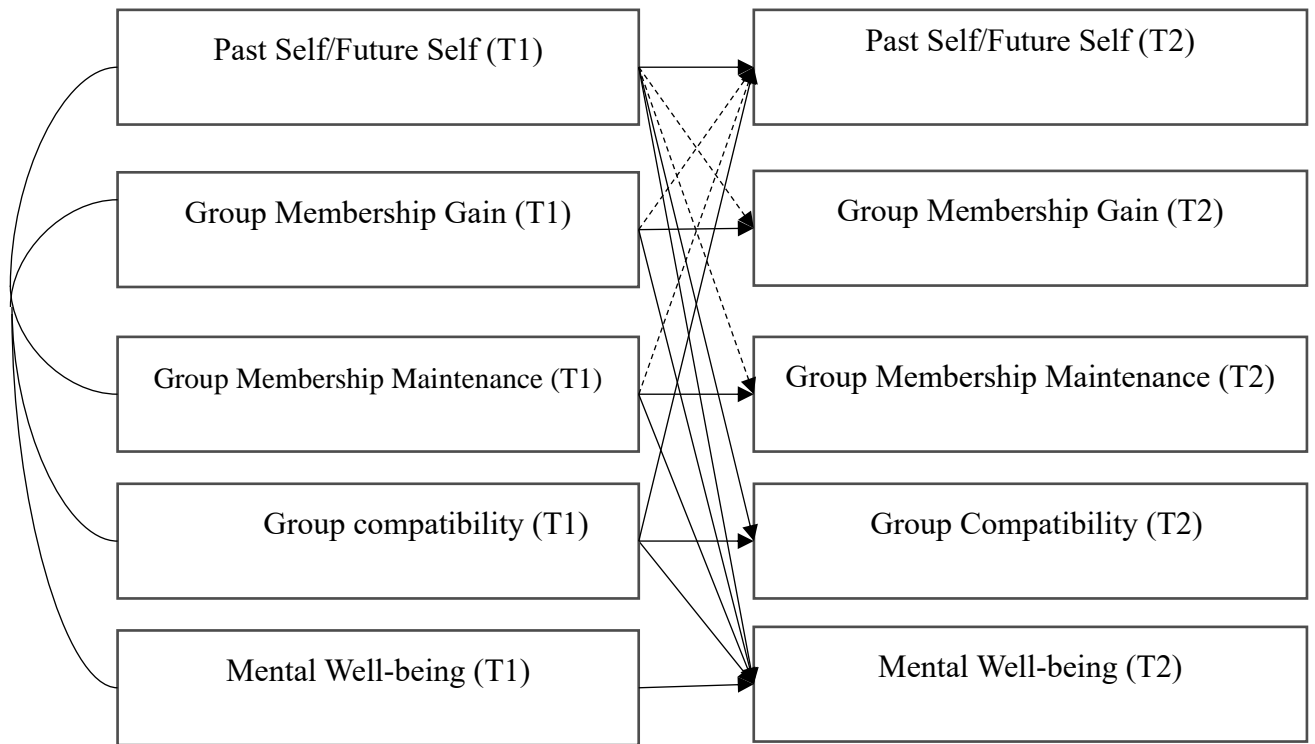 Past Self/Future Self (T1)
Past Self/Future Self (T2)
Group Membership Gain (T1)
Group Membership Gain (T2)
Group Membership Maintenance (T1)
Group Membership Maintenance (T2)
Group compatibility (T1)
Group Compatibility (T2)
Mental Well-being (T1)
Mental Well-being (T2)